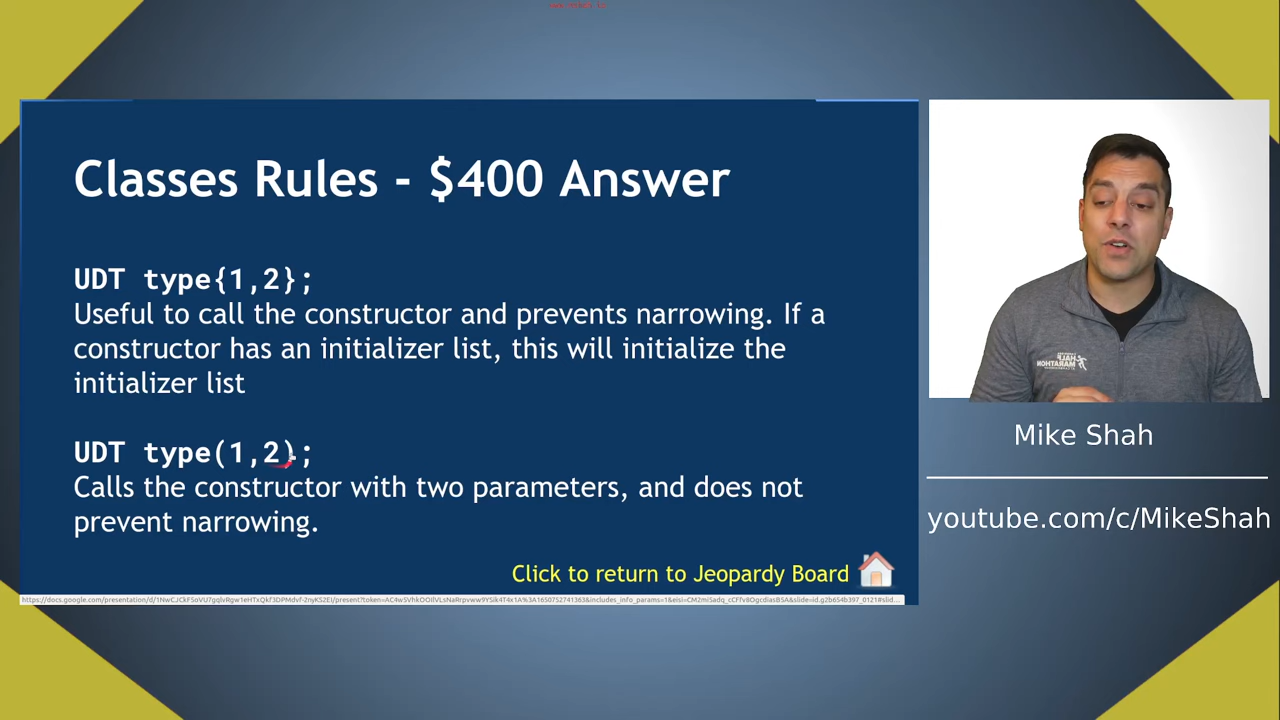 Classes Rules - $400 Answer
UDT type{1,2};
Useful to call the constructor and prevents narrowing. If a
constructor has an initializer list, this will initialize the
initializer list
UDT type(1,2);
Calls the constructor with two parameters, and does not
prevent narrowing.
Click to return to Jeopardy Board
Mike Shah
youtube.com/c/MikeShah
HALF
MARATHON